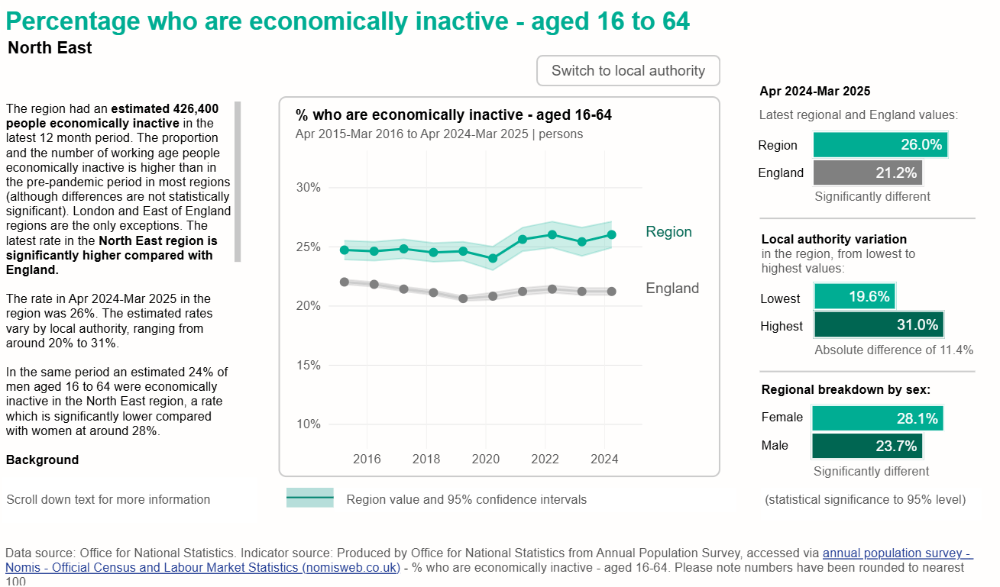 Percentage who are economically inactive - aged 16 to 64
North East
Switch to local authority
The region had an estimated 426,400
people economically inactive in the
latest 12 month period. The proportion
and the number of working age people
economically inactive is higher than in
the pre-pandemic period in most regions
(although differences are not statistically
significant). London and East of England
regions are the only exceptions. The
latest rate in the North East region is
significantly higher compared with
England.
The rate in Apr 2024-Mar 2025 in the
region was 26%. The estimated rates
vary by local authority, ranging from
around 20% to 31%.
In the same period an estimated 24% of
men aged 16 to 64 were economically
inactive in the North East region, a rate
which is significantly lower compared
with women at around 28%.
Background
Scroll down text for more information
% who are economically inactive - aged 16-64
Apr 2015-Mar 2016 to Apr 2024-Mar 2025 | persons
30%
25%
20%
15%
10%
Region
England
2016 2018 2020 2022 2024
Region value and 95% confidence intervals
Apr 2024-Mar 2025
Latest regional and England values:
Region 26.0%
England 21.2%
Significantly different
Local authority variation
in the region, from lowest to
highest values:
Lowest 19.6%
Highest 31.0%
Absolute difference of 11.4%
Regional breakdown by sex:
Female 28.1%
Male 23.7%
Significantly different
(statistical significance to 95% level)
Data source: Office for National Statistics. Indicator source: Produced by Office for National Statistics from Annual Population Survey, accessed via annual population survey -
Nomis - Official Census and Labour Market Statistics (nomisweb.co.uk) - % who are economically inactive - aged 16-64. Please note numbers have been rounded to nearest
100